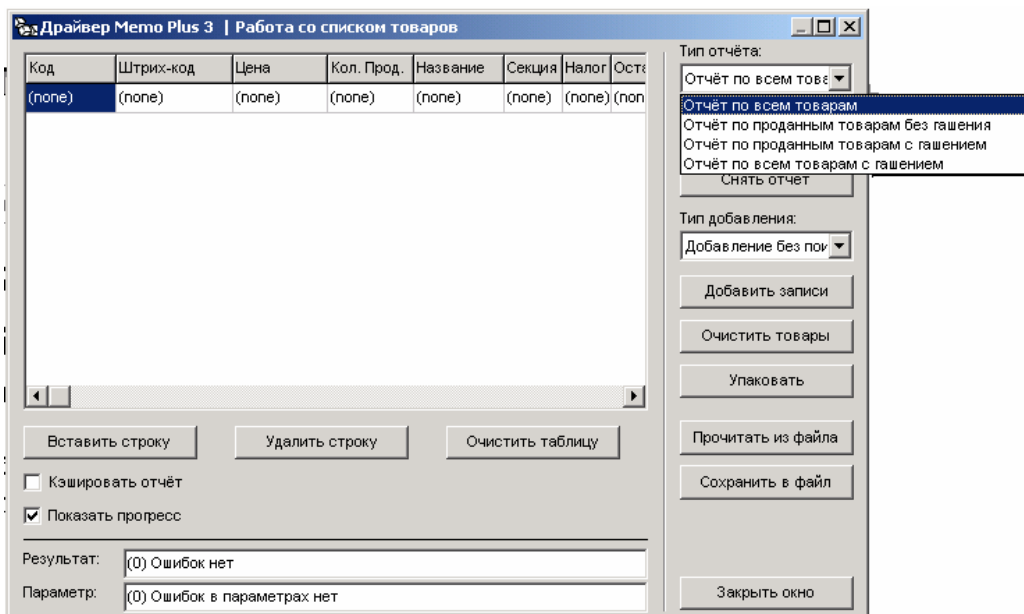 Драйвер Memo Plus 3 | Работа со списком товаров
Код Штрих-код Цена Кол. Прод. Название Секция Налог Оста
(none) (none) (none) (none) (none) (none) (none) (non
Тип отчёта:
Отчёт по всем това
Отчёт по всем товарам
Отчёт по проданным товарам без гашения
Отчёт по проданным товарам с гашением
Отчёт по всем товарам с гашением
Снять отчёт
Тип добавления:
Добавление без пои
Добавить записи
Очистить товары
Упаковать
Прочитать из файла
Сохранить в файл
Вставить строку Удалить строку Очистить таблицу
Кэшировать отчёт
Показать прогресс
Результат: (0) Ошибок нет
Параметр: (0) Ошибок в параметрах нет
Закрыть окно